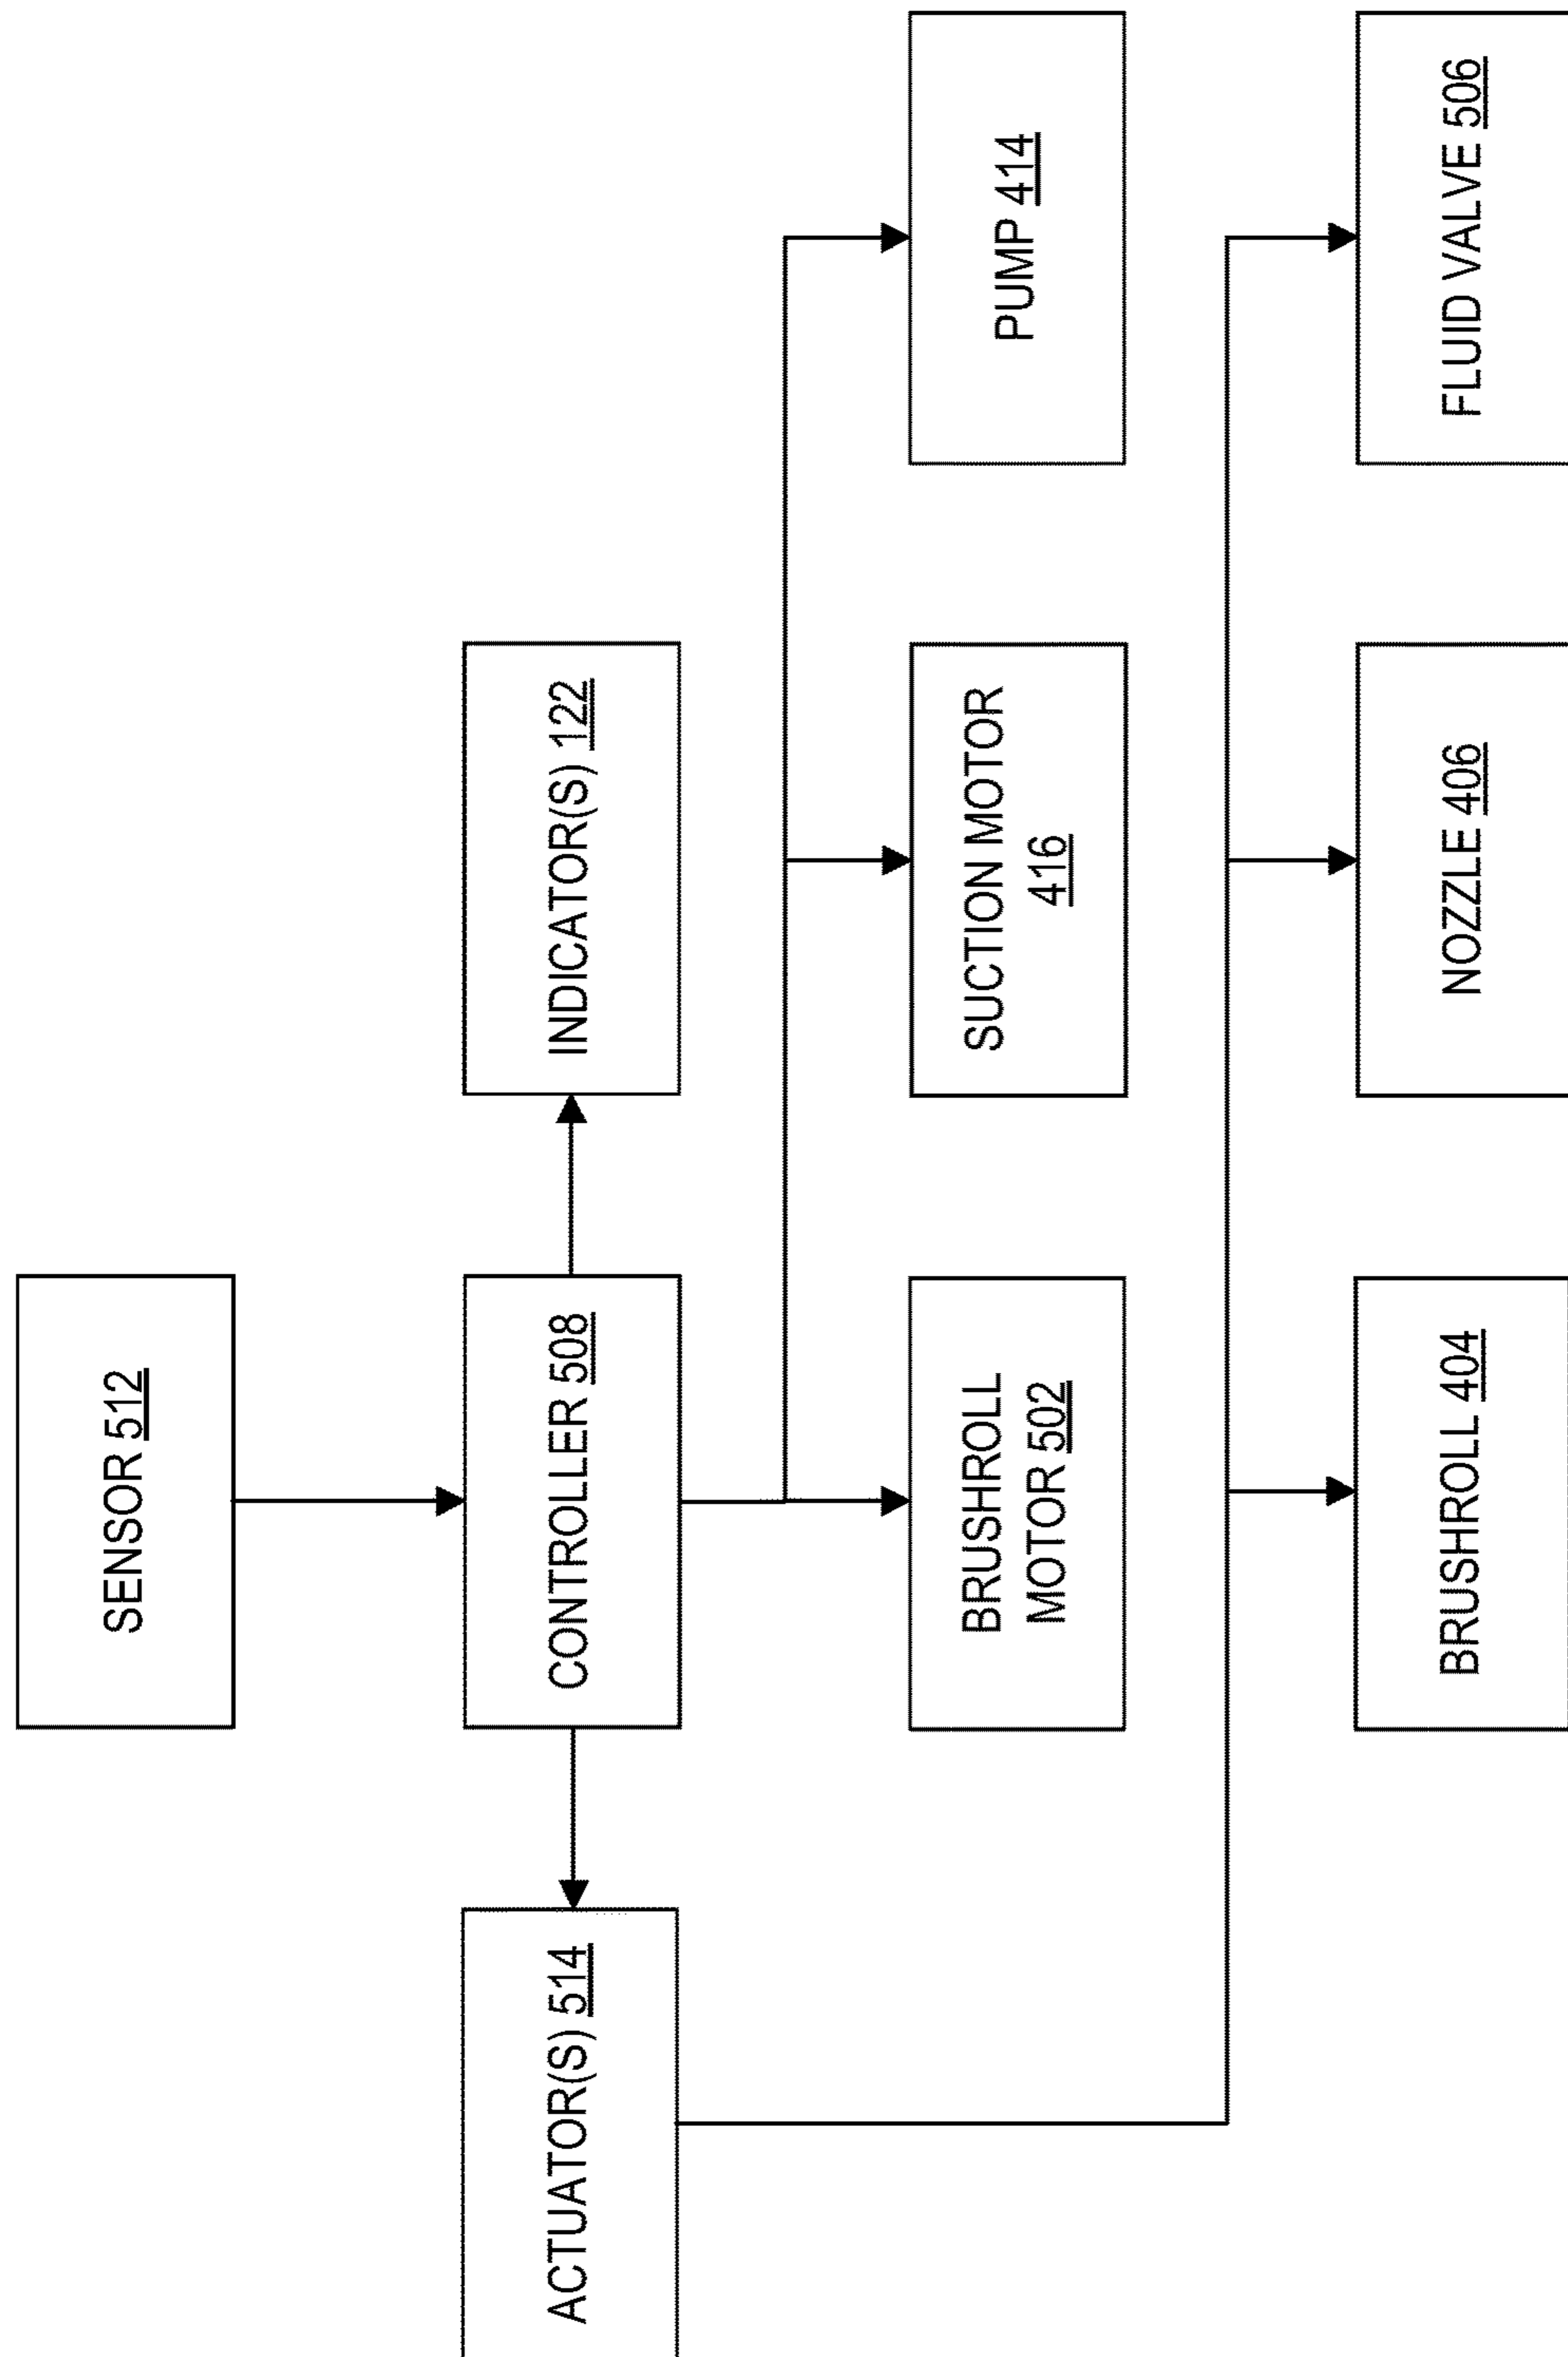 SENSOR 512
ACTUATOR(S) 514
CONTROLLER 508
INDICATOR(S) 122
BRUSHROLL
MOTOR 502
SUCTION MOTOR
416
PUMP 414
BRUSHROLL 404
NOZZLE 406
FLUID VALVE 506